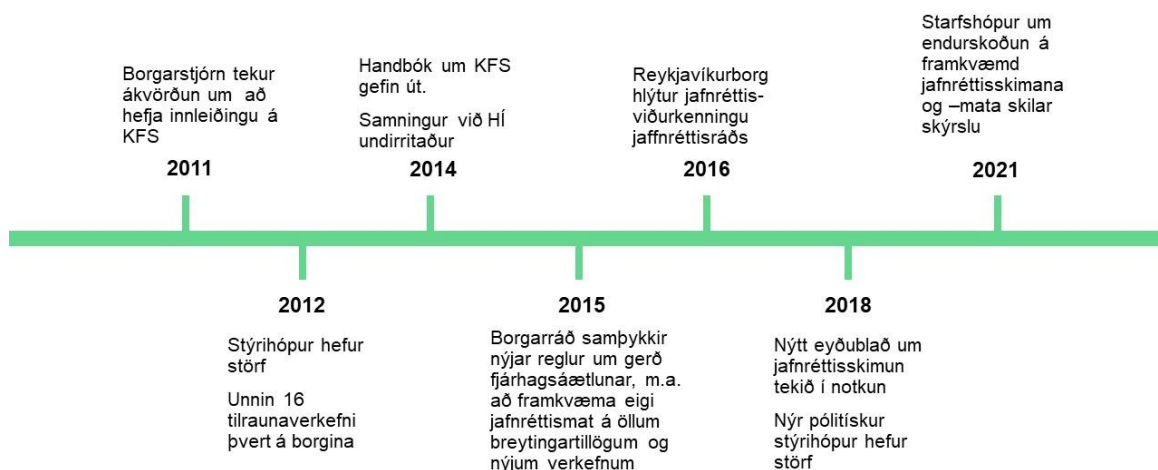 Borgarstjórn tekur
ákvörðun um að
hefja innleiðingu á
KFS
2011
Handbók um KFS
gefin út.
Samningur við HÍ
undirritaður
2014
Reykjavíkurborg
hlýtur jafnréttis-
viðurkenningu
jaffnréttisráðs
2016
Starfshópur um
endurskoðun á
framkvæmd
jafnréttisskimana
og –mata skilar
skýrslu
2021
2012
Stýrihópur hefur
störf
Unnin 16
tilraunaverkefni
þvert á borgina
2015
Borgarráð samþykkir
nýjar reglur um gerð
fjárhagsáætlunar, m.a.
að framkvæma eigi
jafnréttismat á öllum
breytingartillögum og
nýjum verkefnum
2018
Nýtt eyðublað um
jafnréttisskimun
tekið í notkun
Nýr pólitískur
stýrihópur hefur
störf